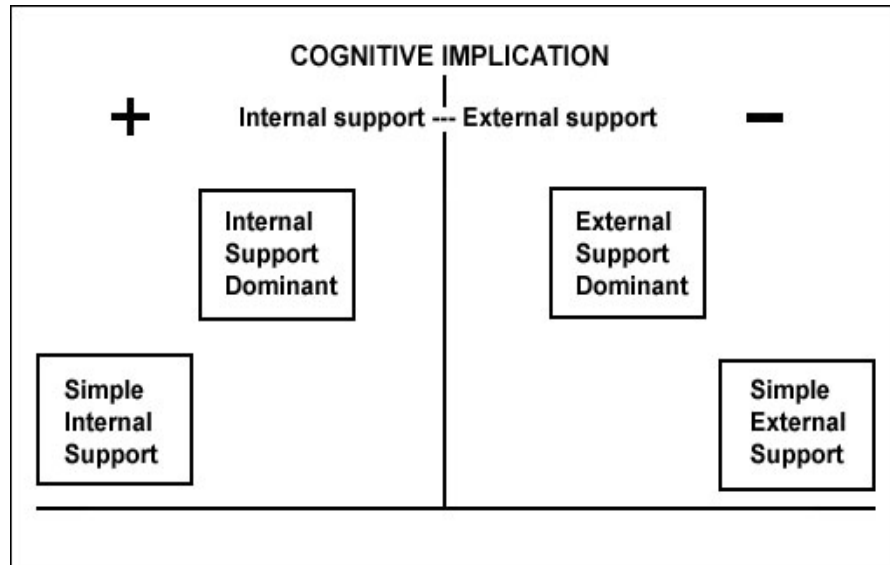 COGNITIVE IMPLICATION
+ Internal support --- External support −
Internal
Support
Dominant
External
Support
Dominant
Simple
Internal
Support
Simple
External
Support